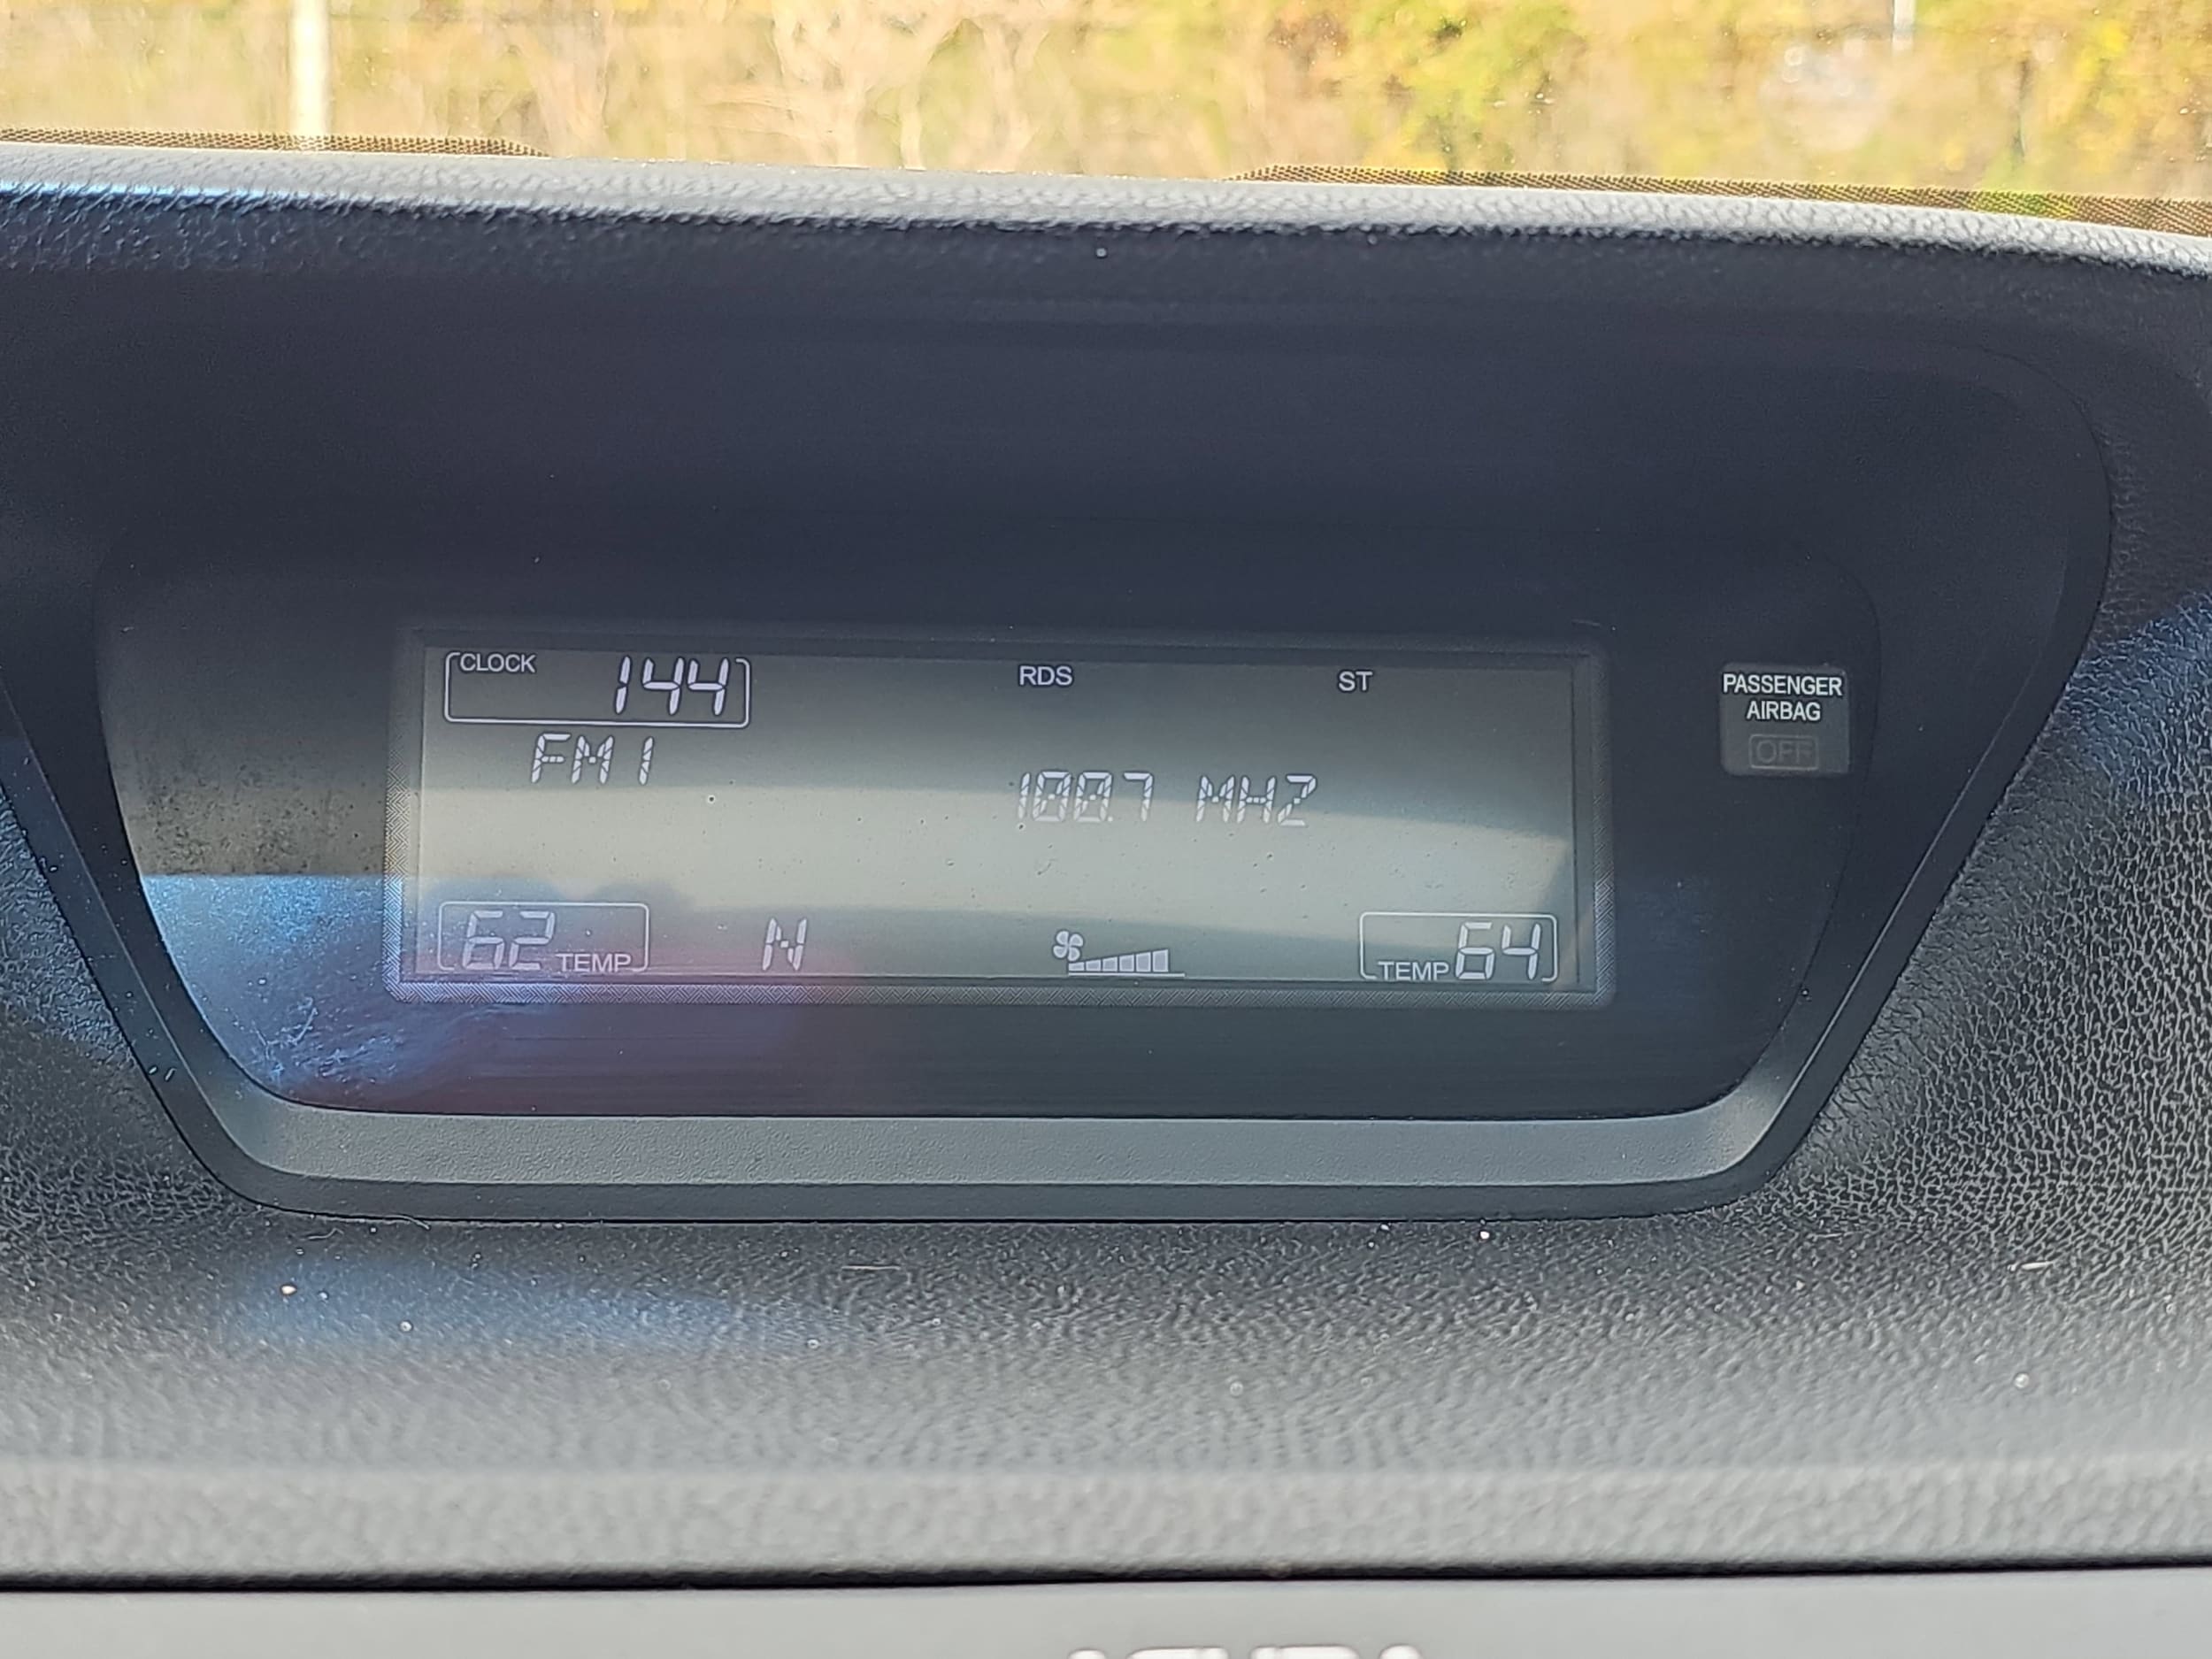 CLOCK 144
RDS
ST
FM1
100.7 MHZ
PASSENGER
AIRBAG
OFF
62 TEMP
N
TEMP 64